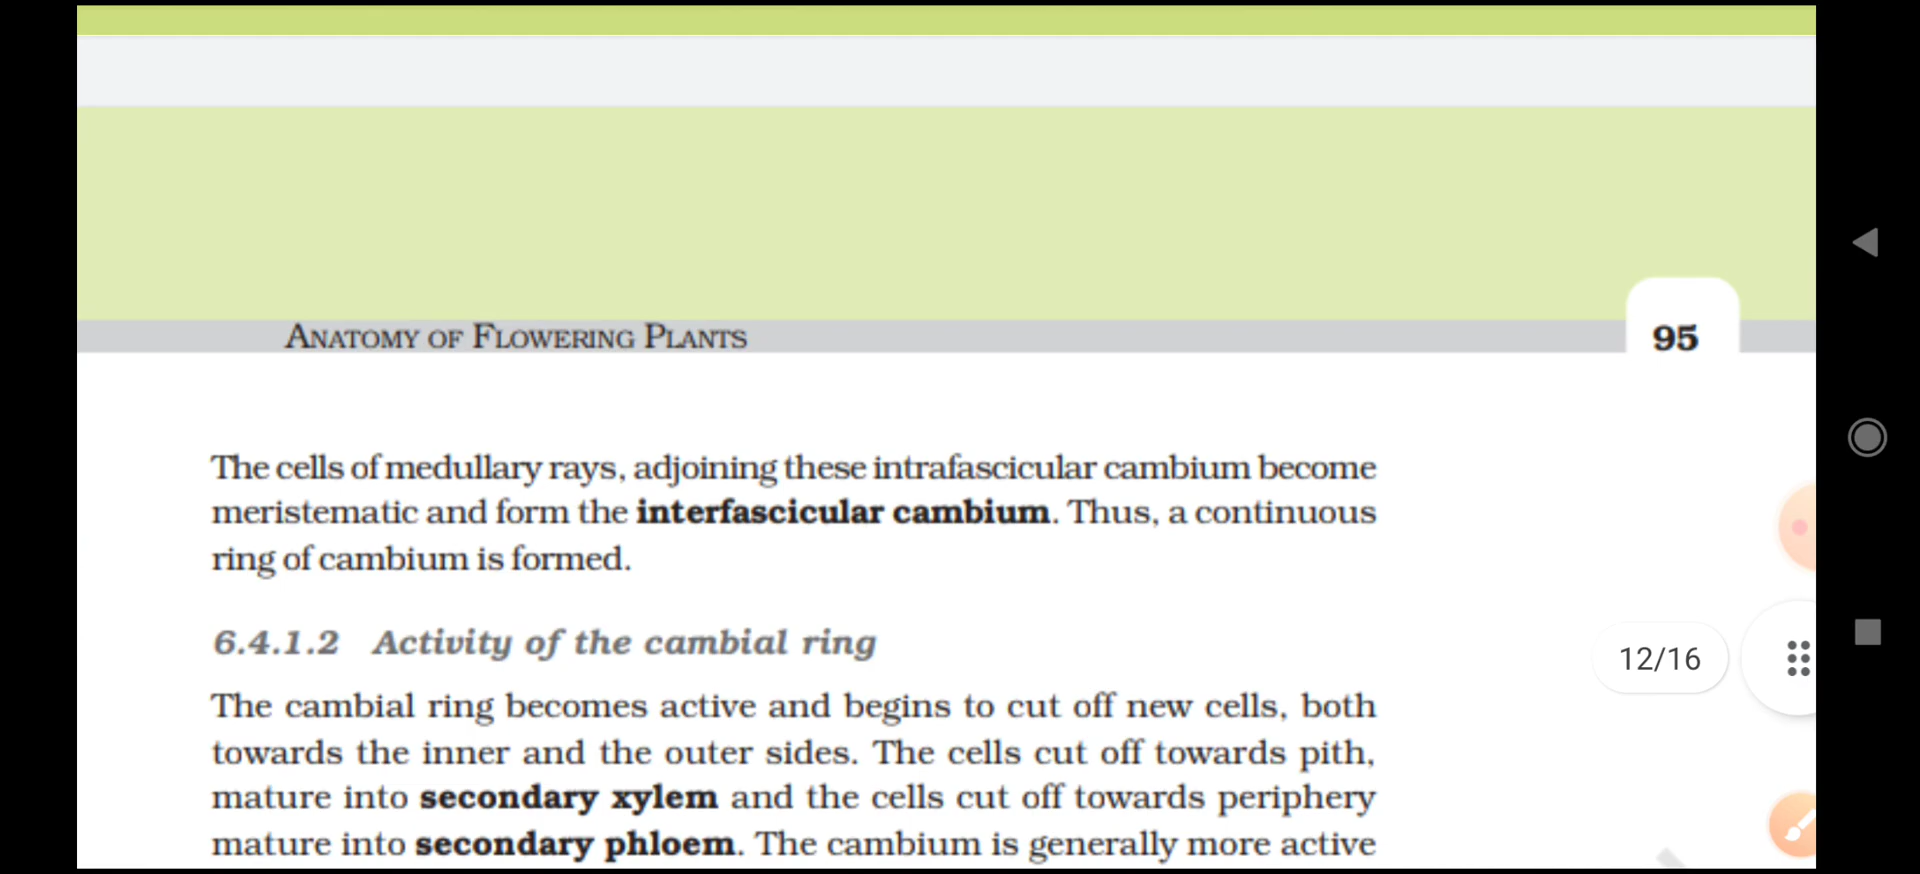 ANATOMY OF FLOWERING PLANTS
95
The cells of medullary rays, adjoining these intrafascicular cambium become
meristematic and form the interfascicular cambium. Thus, a continuous
ring of cambium is formed.
6.4.1.2 Activity of the cambial ring
12/16
The cambial ring becomes active and begins to cut off new cells, both
towards the inner and the outer sides. The cells cut off towards pith,
mature into secondary xylem and the cells cut off towards periphery
mature into secondary phloem. The cambium is generally more active